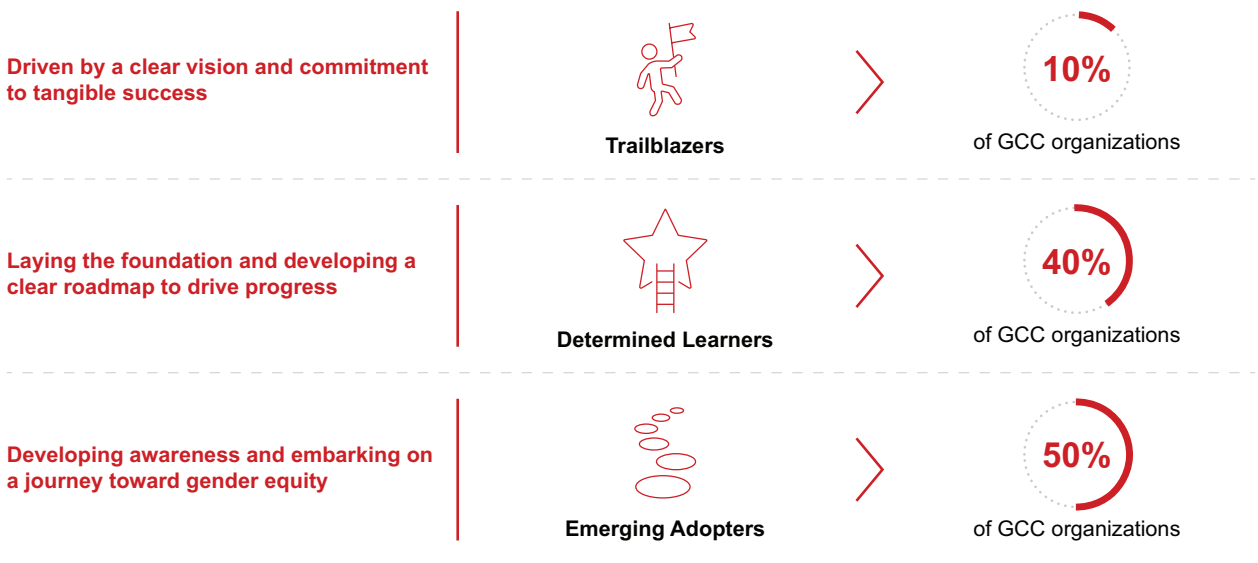 Driven by a clear vision and commitment
to tangible success
Trailblazers
10%
of GCC organizations
Laying the foundation and developing a
clear roadmap to drive progress
Determined Learners
40%
of GCC organizations
Developing awareness and embarking on
a journey toward gender equity
Emerging Adopters
50%
of GCC organizations